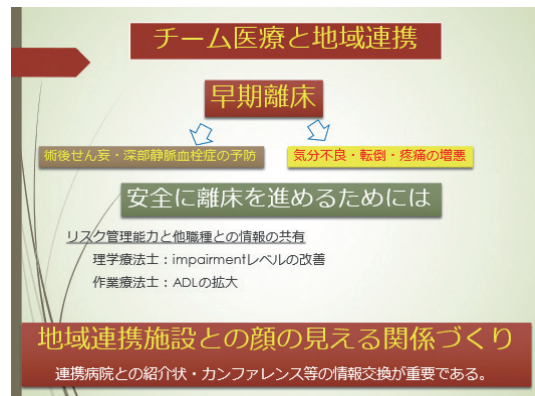 チーム医療と地域連携
早期離床
術後せん妄・深部静脈血栓症の予防
気分不良・転倒・疼痛の増悪
安全に離床を進めるためには
リスク管理能力と他職種との情報の共有
理学療法士：impairmentレベルの改善
作業療法士：ADLの拡大
地域連携施設との顔の見える関係づくり
連携病院との紹介状・カンファレンス等の情報交換が重要である。